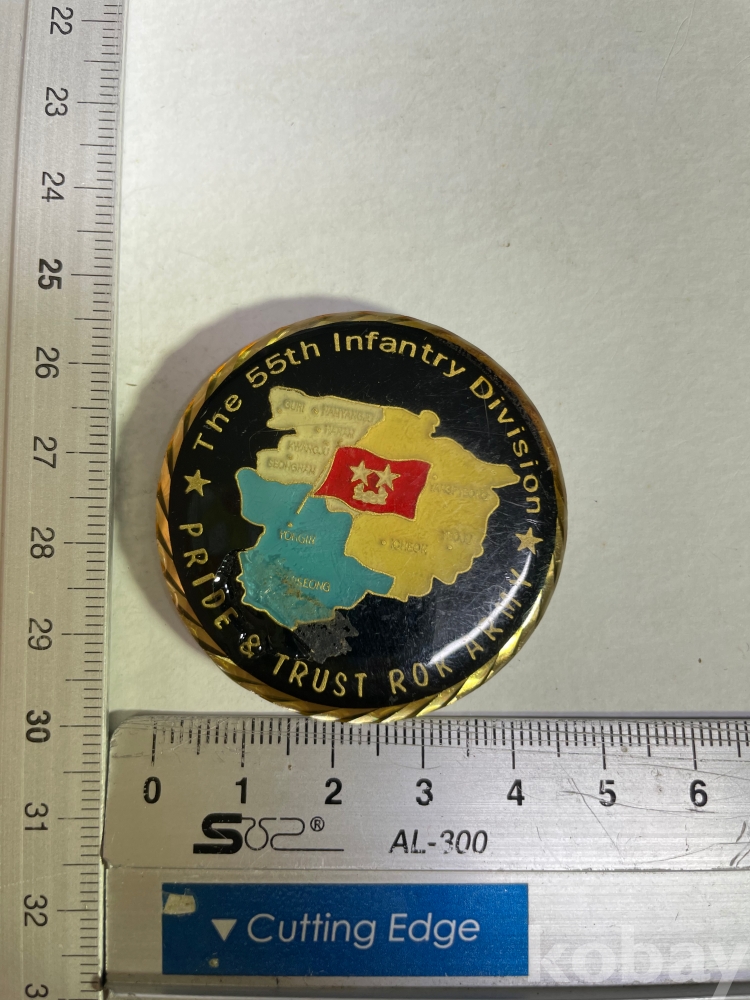 22
23
24
25
26
27
28
29
30
31
32
The 55th Infantry Division
GURI
YONGIN
ICHEON
PRIDE & TRUST ROK ARMY
0 1 2 3 4 5 6
®
AL-300
▼ Cutting Edge
kobay